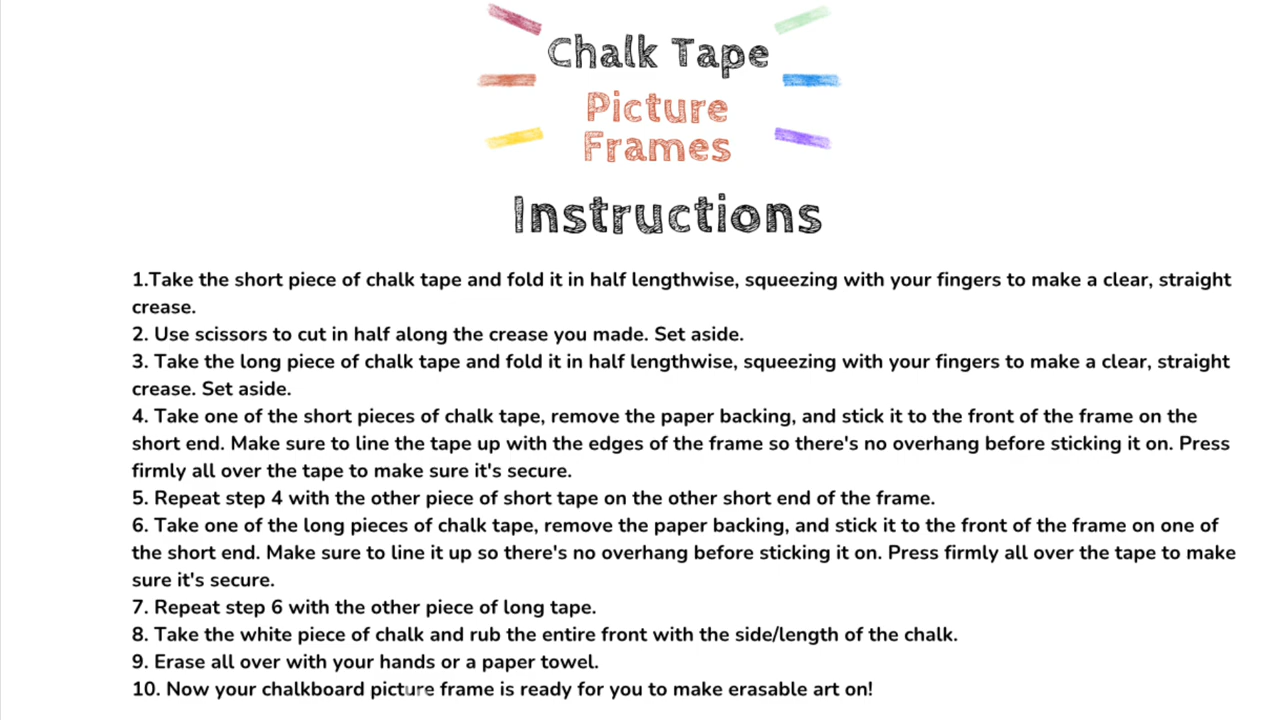 Chalk Tape
Picture
Frames
Instructions
1.Take the short piece of chalk tape and fold it in half lengthwise, squeezing with your fingers to make a clear, straight
crease.
2. Use scissors to cut in half along the crease you made. Set aside.
3. Take the long piece of chalk tape and fold it in half lengthwise, squeezing with your fingers to make a clear, straight
crease. Set aside.
4. Take one of the short pieces of chalk tape, remove the paper backing, and stick it to the front of the frame on the
short end. Make sure to line the tape up with the edges of the frame so there's no overhang before sticking it on. Press
firmly all over the tape to make sure it's secure.
5. Repeat step 4 with the other piece of short tape on the other short end of the frame.
6. Take one of the long pieces of chalk tape, remove the paper backing, and stick it to the front of the frame on one of
the short end. Make sure to line it up so there's no overhang before sticking it on. Press firmly all over the tape to make
sure it's secure.
7. Repeat step 6 with the other piece of long tape.
8. Take the white piece of chalk and rub the entire front with the side/length of the chalk.
9. Erase all over with your hands or a paper towel.
10. Now your chalkboard picture frame is ready for you to make erasable art on!